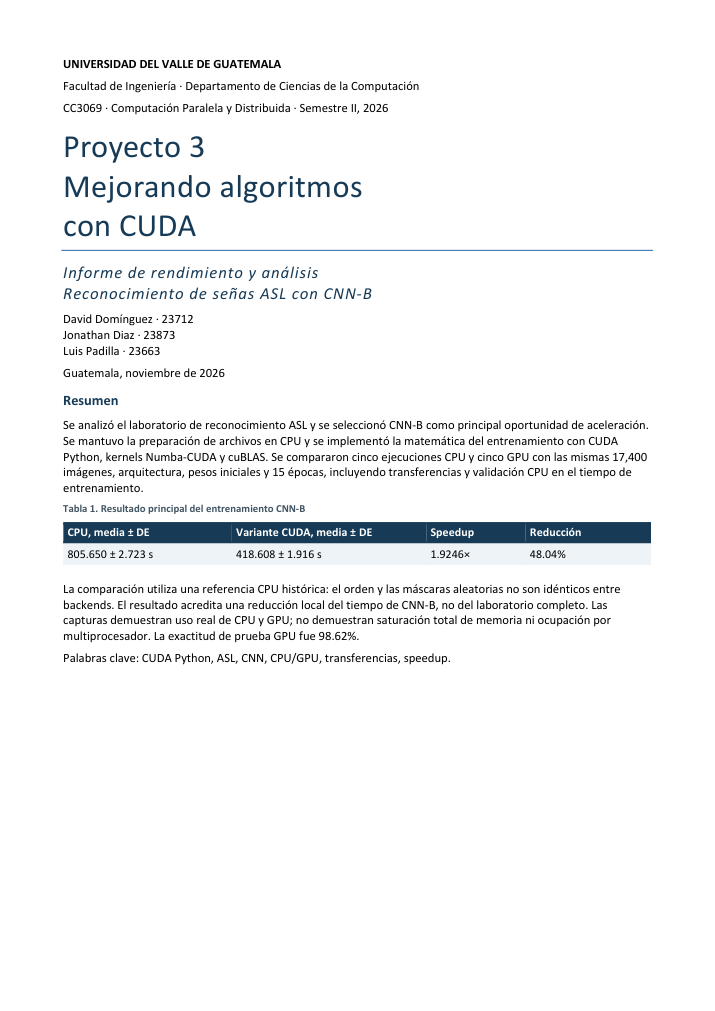 UNIVERSIDAD DEL VALLE DE GUATEMALA
Facultad de Ingeniería · Departamento de Ciencias de la Computación
CC3069 · Computación Paralela y Distribuida · Semestre II, 2026
Proyecto 3
Mejorando algoritmos
con CUDA
Informe de rendimiento y análisis
Reconocimiento de señas ASL con CNN-B
David Domínguez · 23712
Jonathan Diaz · 23873
Luis Padilla · 23663
Guatemala, noviembre de 2026
Resumen
Se analizó el laboratorio de reconocimiento ASL y se seleccionó CNN-B como principal oportunidad de aceleración.
Se mantuvo la preparación de archivos en CPU y se implementó la matemática del entrenamiento con CUDA
Python, kernels Numba-CUDA y cuBLAS. Se compararon cinco ejecuciones CPU y cinco GPU con las mismas 17,400
imágenes, arquitectura, pesos iniciales y 15 épocas, incluyendo transferencias y validación CPU en el tiempo de
entrenamiento.
Tabla 1. Resultado principal del entrenamiento CNN-B
CPU, media ± DE Variante CUDA, media ± DE Speedup Reducción
805.650 ± 2.723 s 418.608 ± 1.916 s 1.9246× 48.04%
La comparación utiliza una referencia CPU histórica: el orden y las máscaras aleatorias no son idénticos entre
backends. El resultado acredita una reducción local del tiempo de CNN-B, no del laboratorio completo. Las
capturas demuestran uso real de CPU y GPU; no demuestran saturación total de memoria ni ocupación por
multiprocesador. La exactitud de prueba GPU fue 98.62%.
Palabras clave: CUDA Python, ASL, CNN, CPU/GPU, transferencias, speedup.